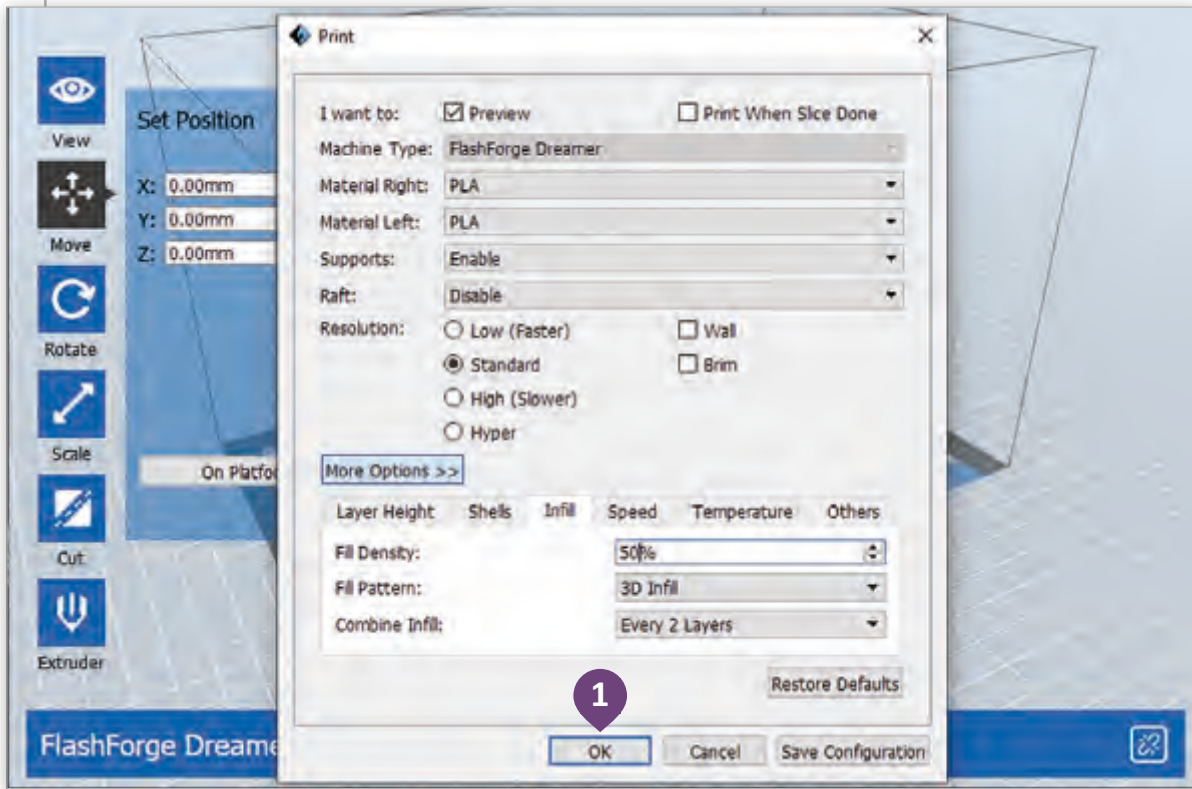 Print
I want to: Preview Print When Slice Done
Machine Type: FlashForge Dreamer
Material Right: PLA
Material Left: PLA
Supports: Enable
Raft: Disable
Resolution: Low (Faster) Wall
Standard Brim
High (Slower)
Hyper
More Options >>
Layer Height Shells Infill Speed Temperature Others
Fill Density: 50%
Fill Pattern: 3D Infill
Combine Infill: Every 2 Layers
Restore Defaults
1
OK Cancel Save Configuration
View
Move
Rotate
Scale
Cut
Extruder
Set Position
X: 0.00mm
Y: 0.00mm
Z: 0.00mm
On Platfo
FlashForge Dreame